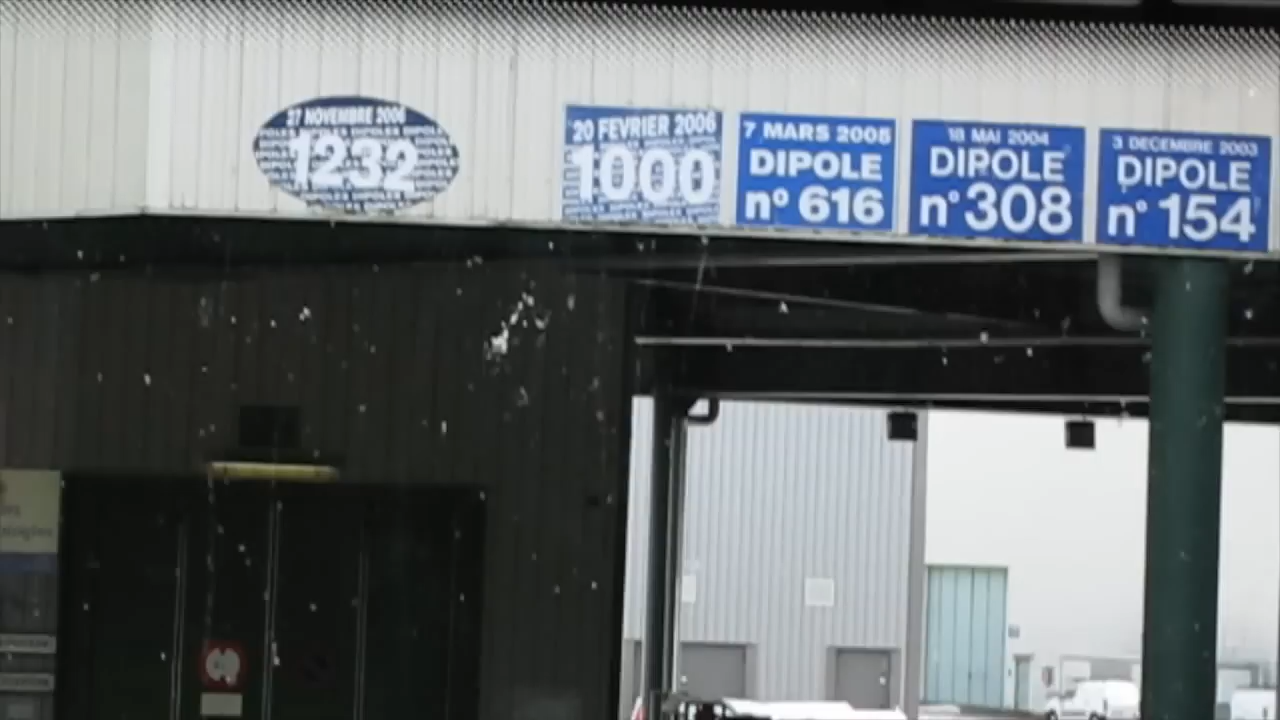 27 NOVEMBRE 2006
1232
20 FEVRIER 2006
1000
7 MARS 2005
DIPOLE
n° 616
18 MAI 2004
DIPOLE
n° 308
3 DECEMBRE 2003
DIPOLE
n° 154